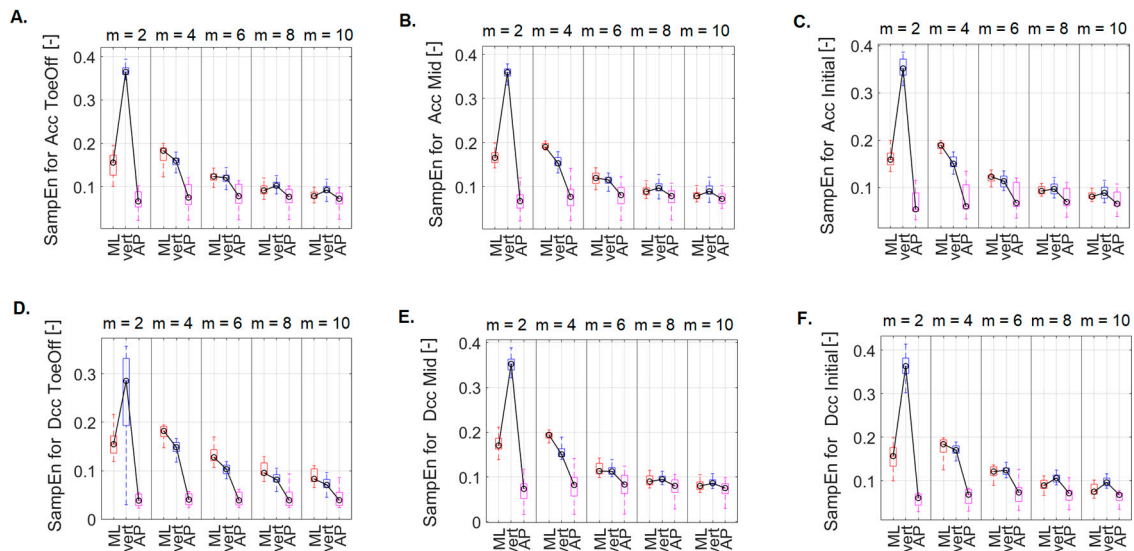 A.
m = 2 m = 4 m = 6 m = 8 m = 10
SampEn for Acc ToeOff [-]
0.4
0.3
0.2
0.1
ML vert AP ML vert AP ML vert AP ML vert AP ML vert AP
B.
m = 2 m = 4 m = 6 m = 8 m = 10
SampEn for Acc Mid [-]
0.4
0.3
0.2
0.1
ML vert AP ML vert AP ML vert AP ML vert AP ML vert AP
C.
m = 2 m = 4 m = 6 m = 8 m = 10
SampEn for Acc Initial [-]
0.4
0.3
0.2
0.1
ML vert AP ML vert AP ML vert AP ML vert AP ML vert AP
D.
m = 2 m = 4 m = 6 m = 8 m = 10
SampEn for Dcc ToeOff [-]
0.3
0.2
0.1
0
ML vert AP ML vert AP ML vert AP ML vert AP ML vert AP
E.
m = 2 m = 4 m = 6 m = 8 m = 10
SampEn for Dcc Mid [-]
0.4
0.3
0.2
0.1
0
ML vert AP ML vert AP ML vert AP ML vert AP ML vert AP
F.
m = 2 m = 4 m = 6 m = 8 m = 10
SampEn for Dcc Initial [-]
0.4
0.3
0.2
0.1
0
ML vert AP ML vert AP ML vert AP ML vert AP ML vert AP